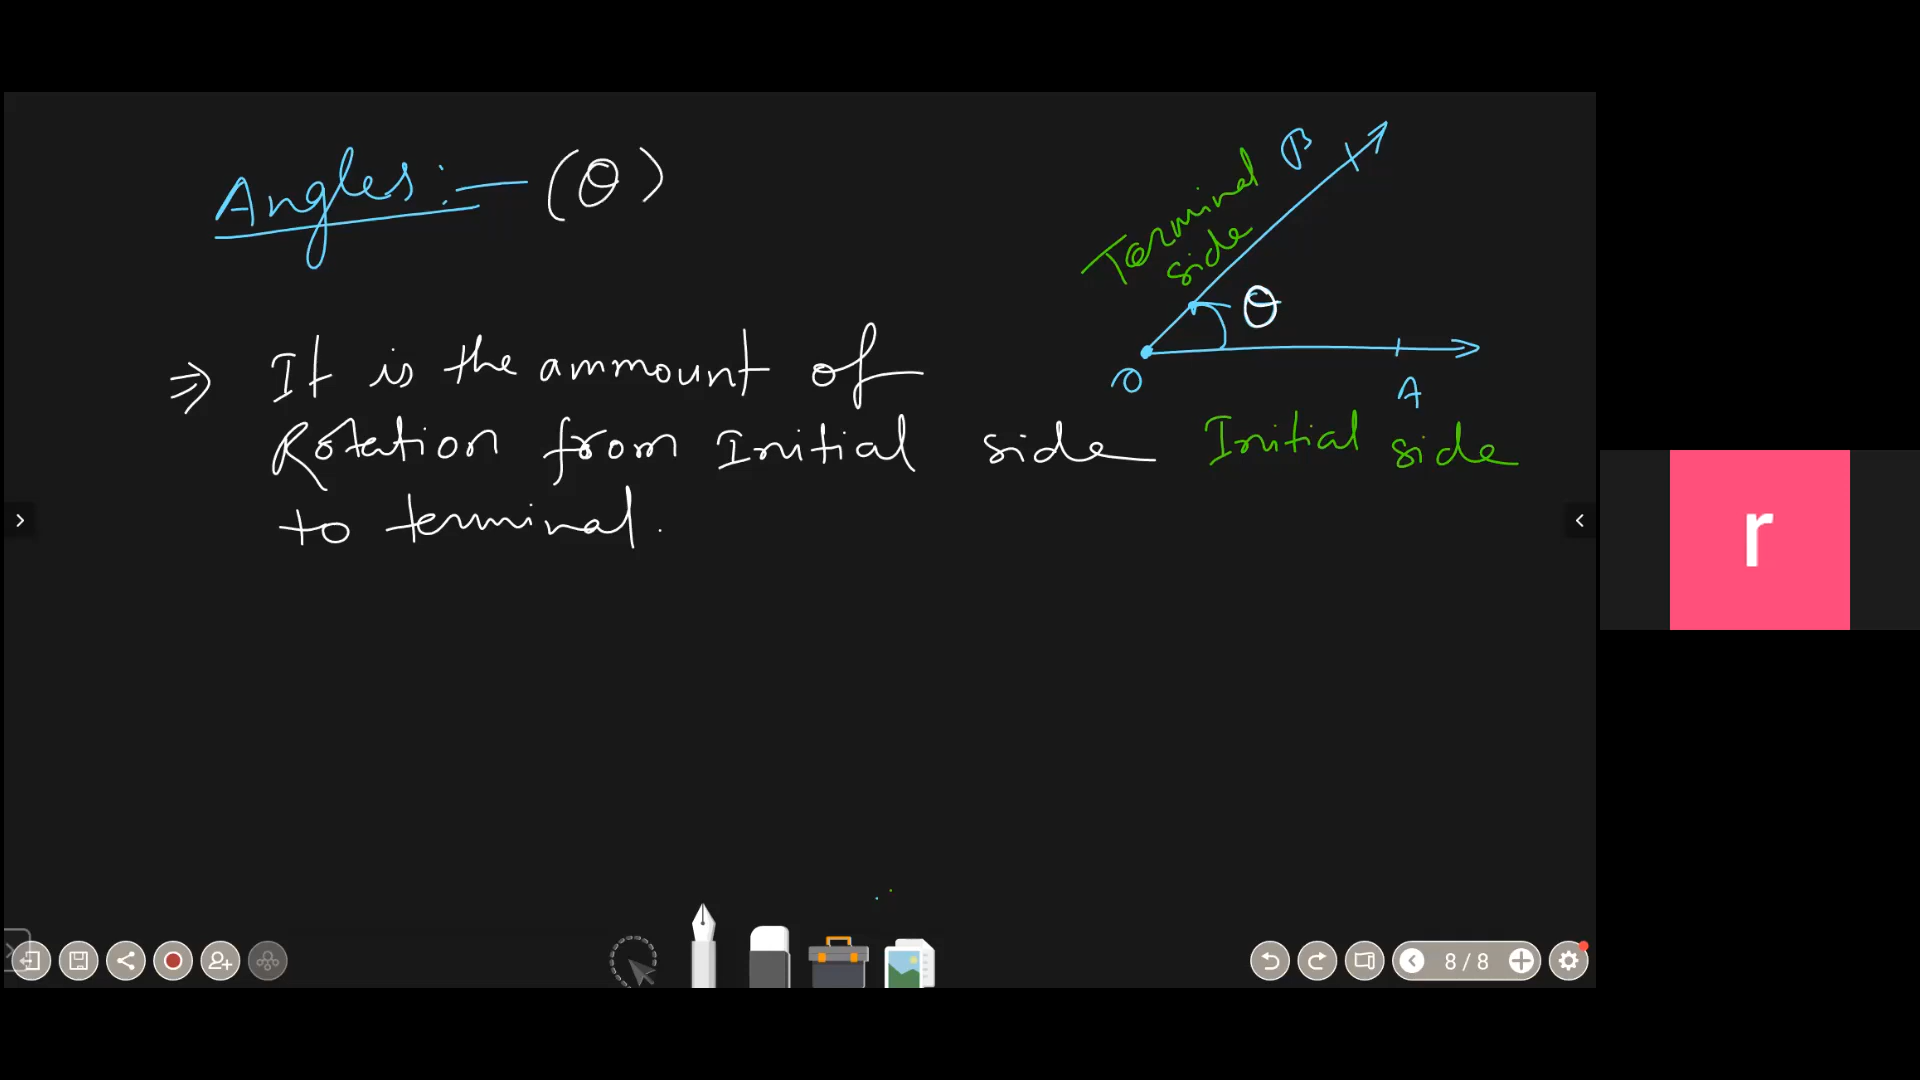 Angles:— (θ)
Terminal
side
B
θ
O
A
Initial side
⇒ It is the ammount of
Rotation from Initial side
to terminal.
r
8 / 8